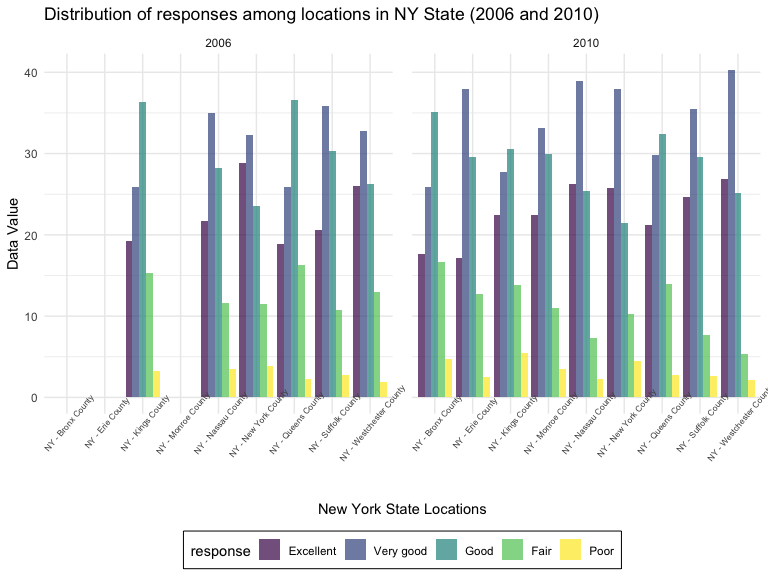 Distribution of responses among locations in NY State (2006 and 2010)
2006
2010
Data Value
40
30
20
10
0
NY - Bronx County
NY - Erie County
NY - Kings County
NY - Monroe County
NY - Nassau County
NY - New York County
NY - Queens County
NY - Suffolk County
NY - Westchester County
NY - Bronx County
NY - Erie County
NY - Kings County
NY - Monroe County
NY - Nassau County
NY - New York County
NY - Queens County
NY - Suffolk County
NY - Westchester County
New York State Locations
response Excellent Very good Good Fair Poor